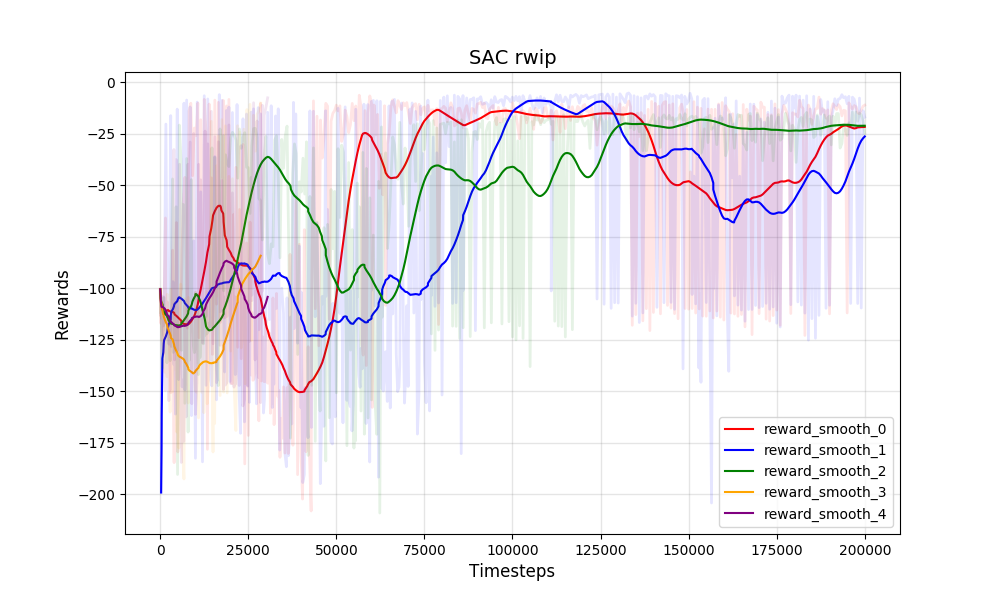 SAC rwip
Rewards
0
−25
−50
−75
−100
−125
−150
−175
−200
reward_smooth_0
reward_smooth_1
reward_smooth_2
reward_smooth_3
reward_smooth_4
0 25000 50000 75000 100000 125000 150000 175000 200000
Timesteps